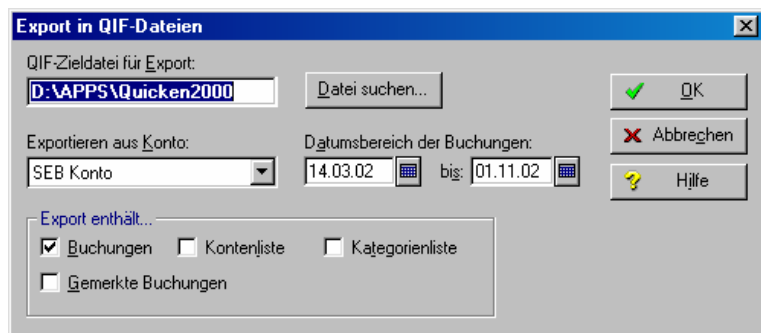 Export in QIF-Dateien
QIF-Zieldatei für Export:
D:\APPS\Quicken2000
Datei suchen...
OK
Exportieren aus Konto:
Datumsbereich der Buchungen:
Abbrechen
SEB Konto
14.03.02
bis:
01.11.02
Hilfe
Export enthält...
Buchungen
Kontenliste
Kategorienliste
Gemerkte Buchungen